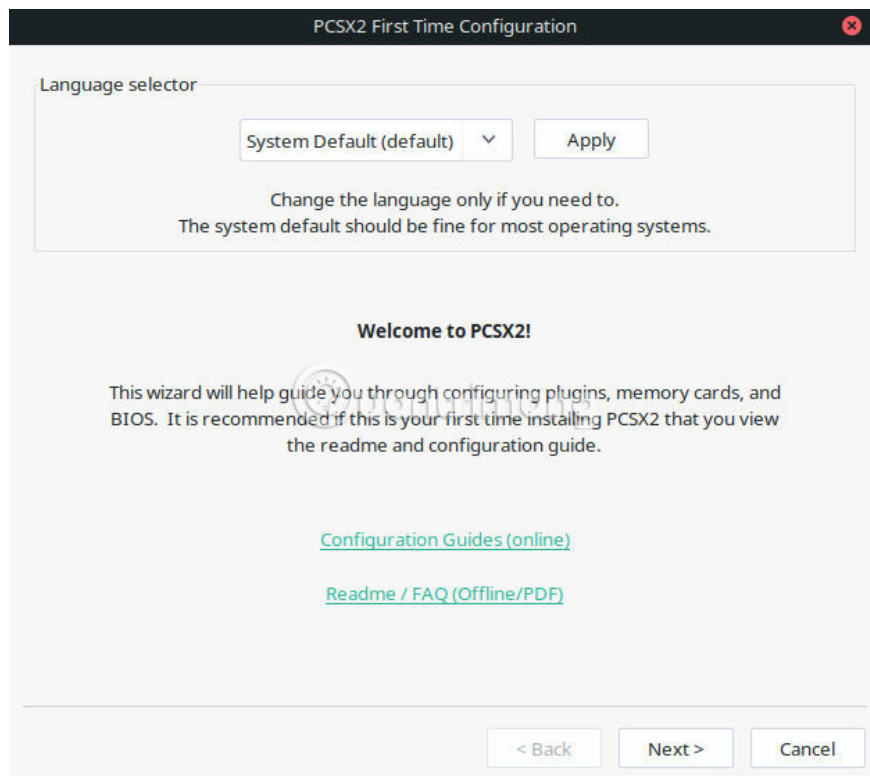 PCSX2 First Time Configuration
Language selector
System Default (default)
Apply
Change the language only if you need to.
The system default should be fine for most operating systems.
Welcome to PCSX2!
This wizard will help guide you through configuring plugins, memory cards, and
BIOS.  It is recommended if this is your first time installing PCSX2 that you view
the readme and configuration guide.
Quantrimang
Configuration Guides (online)
Readme / FAQ (Offline/PDF)
< Back
Next >
Cancel